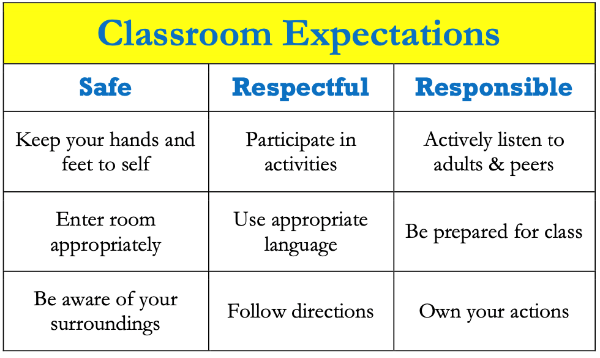 Classroom Expectations
Safe
Respectful
Responsible
Keep your hands and
feet to self
Participate in
activities
Actively listen to
adults & peers
Enter room
appropriately
Use appropriate
language
Be prepared for class
Be aware of your
surroundings
Follow directions
Own your actions